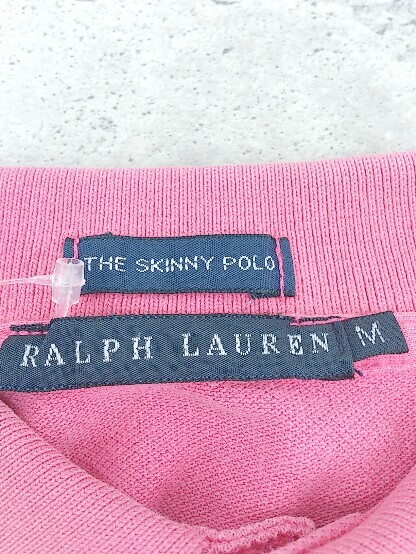 THE SKINNY POLO
RALPH LAUREN M